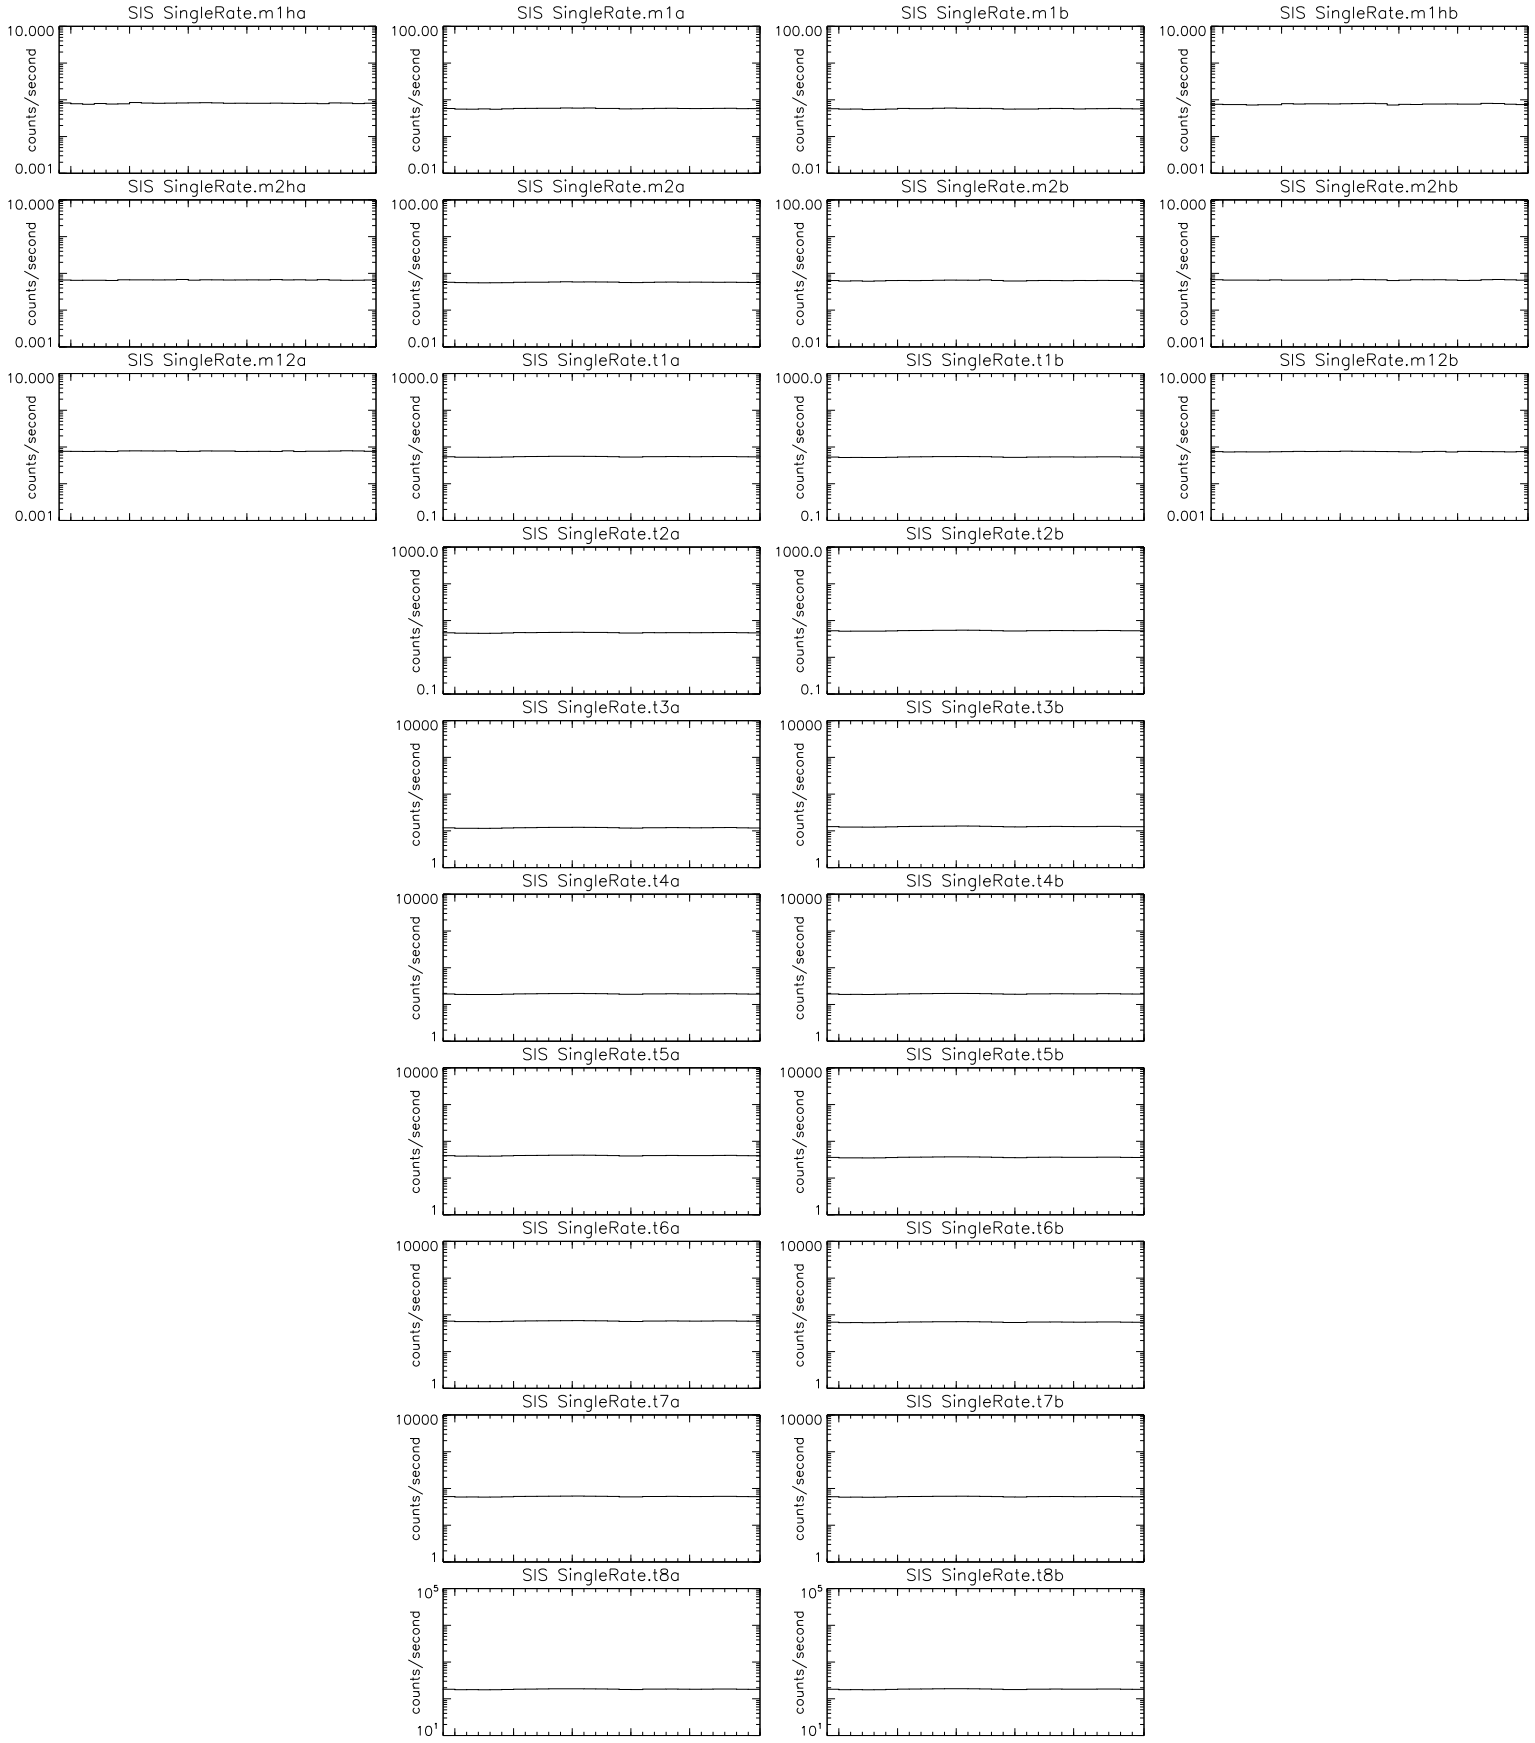 SIS SingleRate.m1ha
SIS SingleRate.m1a
SIS SingleRate.m1b
SIS SingleRate.m1hb
10.000
counts/second
0.001
100.00
counts/second
0.01
100.00
counts/second
0.01
10.000
counts/second
0.001
SIS SingleRate.m2ha
SIS SingleRate.m2a
SIS SingleRate.m2b
SIS SingleRate.m2hb
10.000
counts/second
0.001
100.00
counts/second
0.01
100.00
counts/second
0.01
10.000
counts/second
0.001
SIS SingleRate.m12a
SIS SingleRate.t1a
SIS SingleRate.t1b
SIS SingleRate.m12b
10.000
counts/second
0.001
1000.0
counts/second
0.1
1000.0
counts/second
0.1
10.000
counts/second
0.001
SIS SingleRate.t2a
SIS SingleRate.t2b
1000.0
counts/second
0.1
1000.0
counts/second
0.1
SIS SingleRate.t3a
SIS SingleRate.t3b
10000
counts/second
1
10000
counts/second
1
SIS SingleRate.t4a
SIS SingleRate.t4b
10000
counts/second
1
10000
counts/second
1
SIS SingleRate.t5a
SIS SingleRate.t5b
10000
counts/second
1
10000
counts/second
1
SIS SingleRate.t6a
SIS SingleRate.t6b
10000
counts/second
1
10000
counts/second
1
SIS SingleRate.t7a
SIS SingleRate.t7b
10000
counts/second
1
10000
counts/second
1
SIS SingleRate.t8a
SIS SingleRate.t8b
10⁵
counts/second
10¹
10⁵
counts/second
10¹